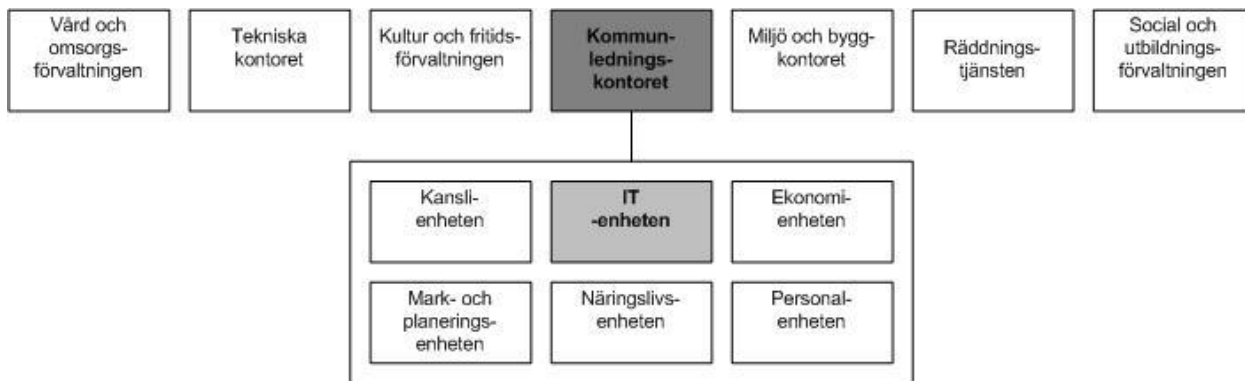 Vård och
omsorgs-
förvaltningen
Tekniska
kontoret
Kultur och fritids-
förvaltningen
Kommun-
lednings-
kontoret
Miljö och bygg-
kontoret
Räddnings-
tjänsten
Social och
utbildnings-
förvaltningen
Kansli-
enheten
IT
-enheten
Ekonomi-
enheten
Mark- och
planerings-
enheten
Näringslivs-
enheten
Personal-
enheten